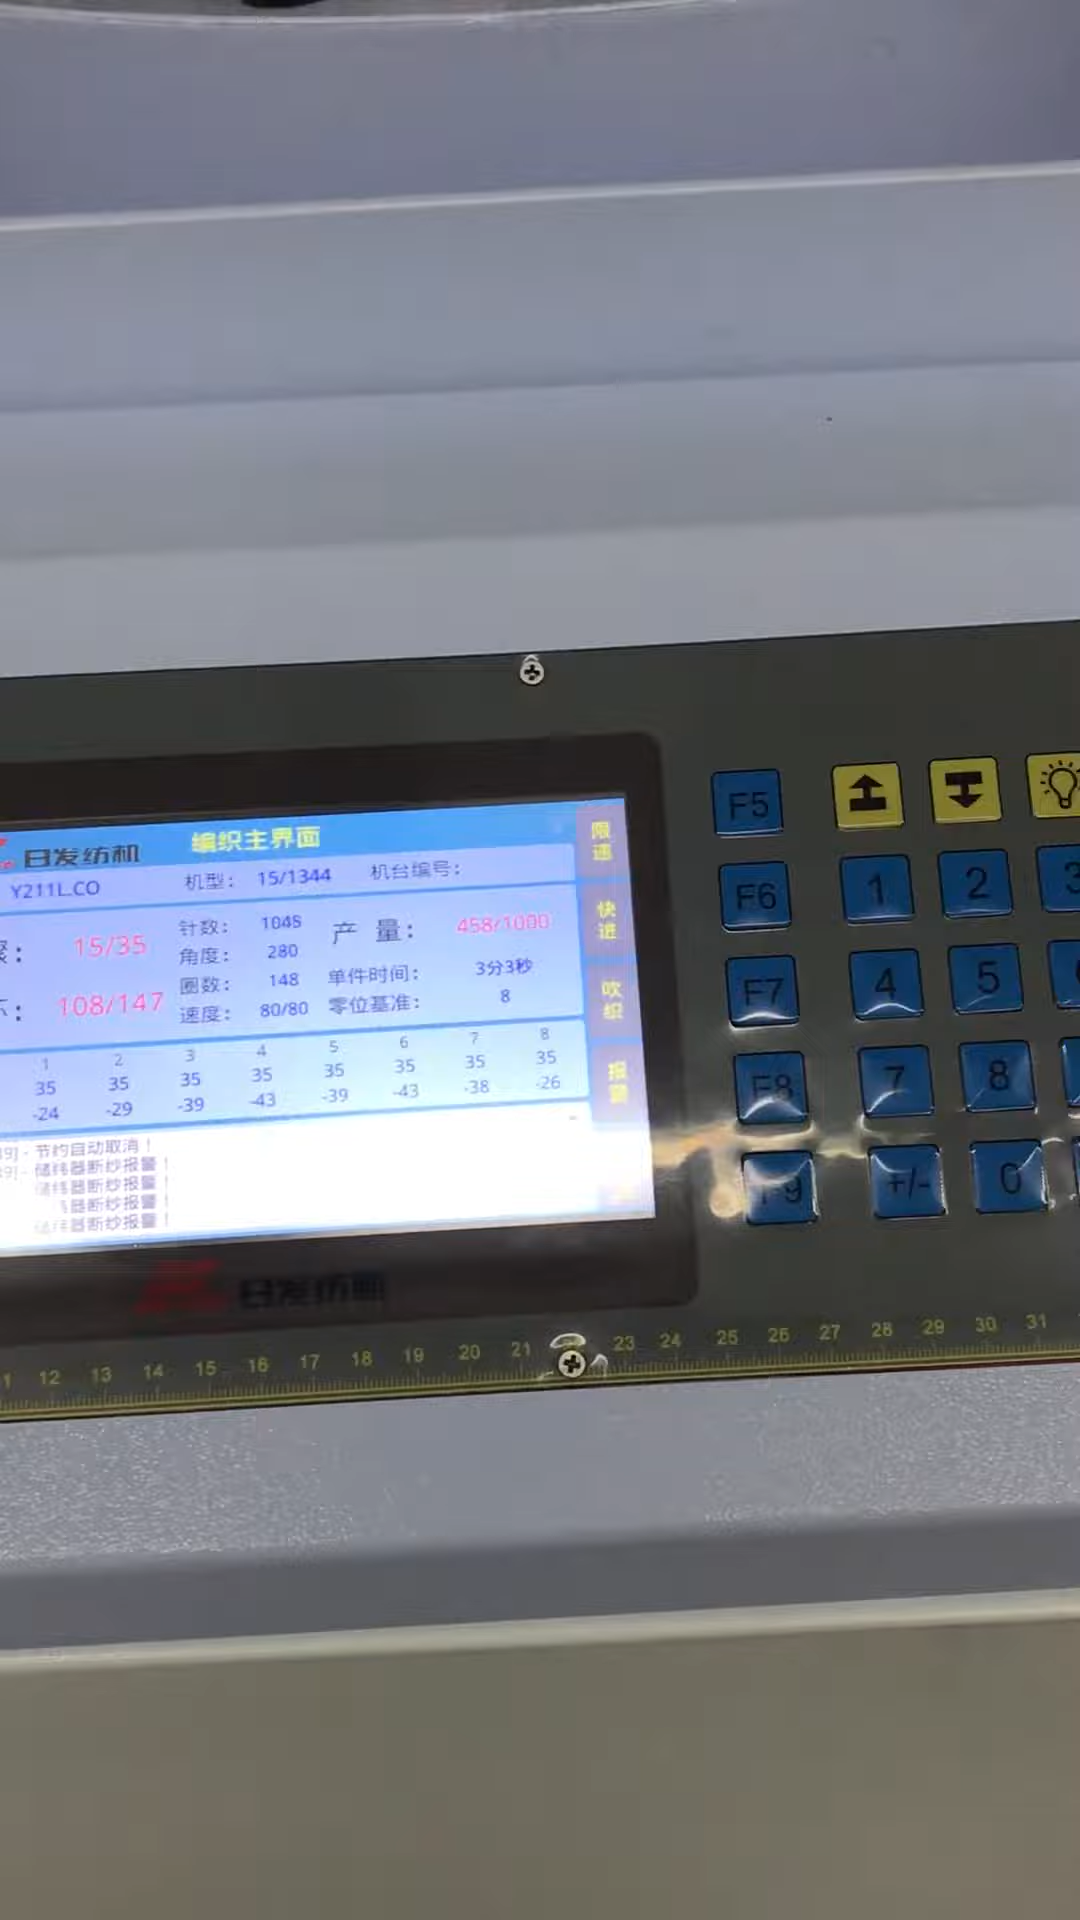 日发纺机 编织主界面
限速
Y211L.CO 机型： 15/1344 机台编号：
快进
： 15/35 针数： 1048 产 量： 458/1000
角度： 280
圈数： 148 单件时间： 3分3秒
： 108/147 速度： 80/80 零位基准： 8
吹织
1 2 3 4 5 6 7 8
35 35 35 35 35 35 35 35
-24 -29 -39 -43 -39 -43 -38 -26
报警
9] - 节约自动取消！
9] - 储纬器断纱报警！
储纬器断纱报警！
器断纱报警！
储纬器断纱报警！
日发纺机
F5
F6 1 2 3
F7 4 5
F8 7 8
F9 +/- 0
12 13 14 15 16 17 18 19 20 21 23 24 25 26 27 28 29 30 31